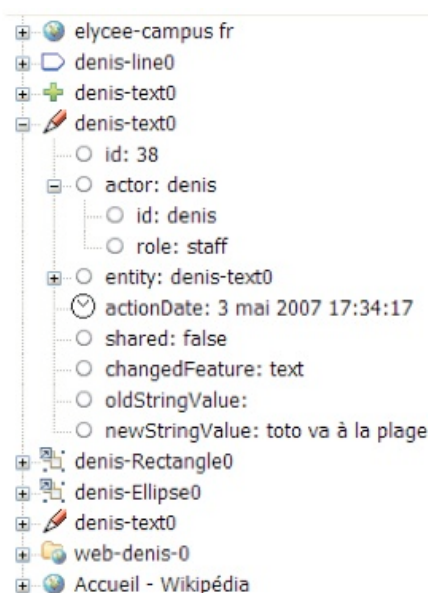 elycee-campus fr
denis-line0
denis-text0
denis-text0
id: 38
actor: denis
id: denis
role: staff
entity: denis-text0
actionDate: 3 mai 2007 17:34:17
shared: false
changedFeature: text
oldStringValue:
newStringValue: toto va à la plage
denis-Rectangle0
denis-Ellipse0
denis-text0
web-denis-0
Accueil - Wikipédia